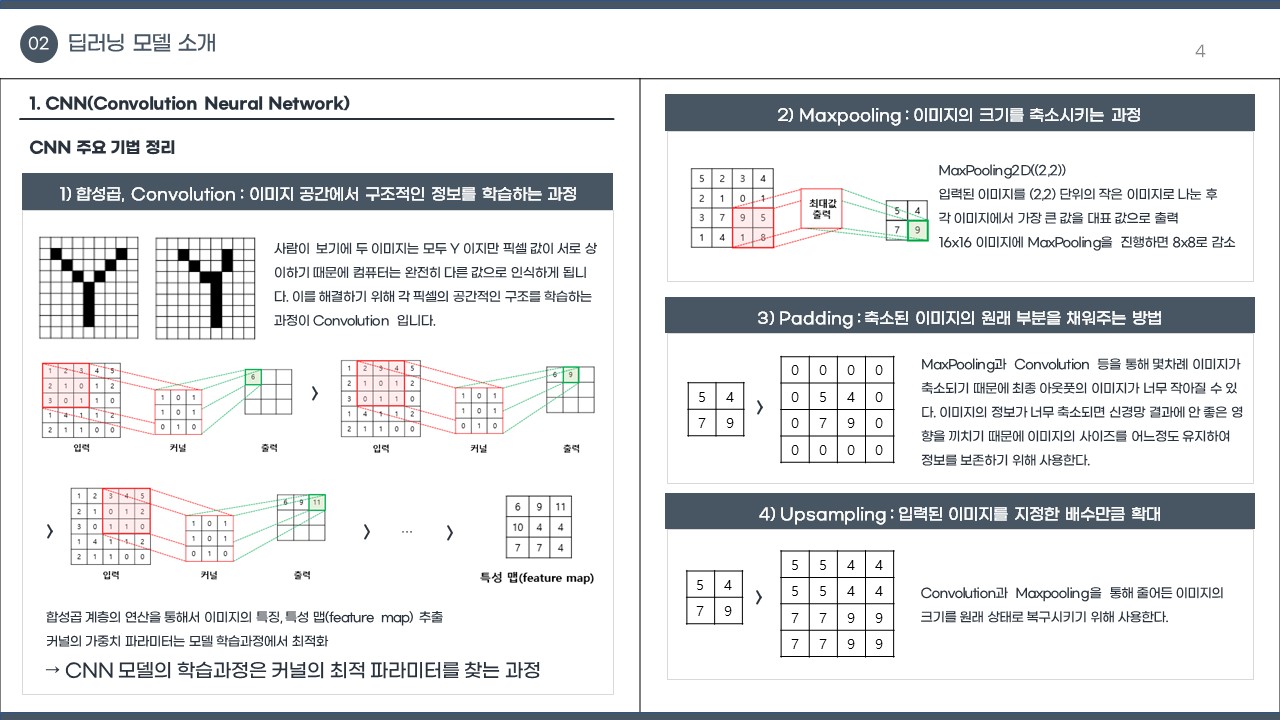 02 딥러닝 모델 소개
4
1. CNN(Convolution Neural Network)
CNN 주요 기법 정리
1) 합성곱, Convolution : 이미지 공간에서 구조적인 정보를 학습하는 과정
사람이 보기에 두 이미지는 모두 Y 이지만 픽셀 값이 서로 상
이하기 때문에 컴퓨터는 완전히 다른 값으로 인식하게 됩니
다. 이를 해결하기 위해 각 픽셀의 공간적인 구조를 학습하는
과정이 Convolution 입니다.
1 2 3 4 5
2 1 0 1 2
3 0 1 1 0
1 4 1 1 2
2 1 1 0 0
입력
1 0 1
1 0 1
0 1 0
커널
6
출력
>
1 2 3 4 5
2 1 0 1 2
3 0 1 1 0
1 4 1 1 2
2 1 1 0 0
입력
1 0 1
1 0 1
0 1 0
커널
6 9
출력
>
1 2 3 4 5
2 1 0 1 2
3 0 1 1 0
1 4 1 1 2
2 1 1 0 0
입력
1 0 1
1 0 1
0 1 0
커널
6 9 11
출력
> ... >
6 9 11
10 4 4
7 7 4
특성 맵(feature map)
합성곱 계층의 연산을 통해서 이미지의 특징, 특성 맵(feature map) 추출
커널의 가중치 파라미터는 모델 학습과정에서 최적화
→ CNN 모델의 학습과정은 커널의 최적 파라미터를 찾는 과정
2) Maxpooling : 이미지의 크기를 축소시키는 과정
5 2 3 4
2 1 0 1
3 7 9 5
1 4 1 8
최대값
출력
5 4
7 9
MaxPooling2D((2,2))
입력된 이미지를 (2,2) 단위의 작은 이미지로 나눈 후
각 이미지에서 가장 큰 값을 대표 값으로 출력
16x16 이미지에 MaxPooling을 진행하면 8x8로 감소
3) Padding : 축소된 이미지의 원래 부분을 채워주는 방법
5 4
7 9
>
0 0 0 0
0 5 4 0
0 7 9 0
0 0 0 0
MaxPooling과 Convolution 등을 통해 몇차례 이미지가
축소되기 때문에 최종 아웃풋의 이미지가 너무 작아질 수 있
다. 이미지의 정보가 너무 축소되면 신경망 결과에 안 좋은 영
향을 끼치기 때문에 이미지의 사이즈를 어느정도 유지하여
정보를 보존하기 위해 사용한다.
4) Upsampling : 입력된 이미지를 지정한 배수만큼 확대
5 4
7 9
>
5 5 4 4
5 5 4 4
7 7 9 9
7 7 9 9
Convolution과 Maxpooling을 통해 줄어든 이미지의
크기를 원래 상태로 복구시키기 위해 사용한다.